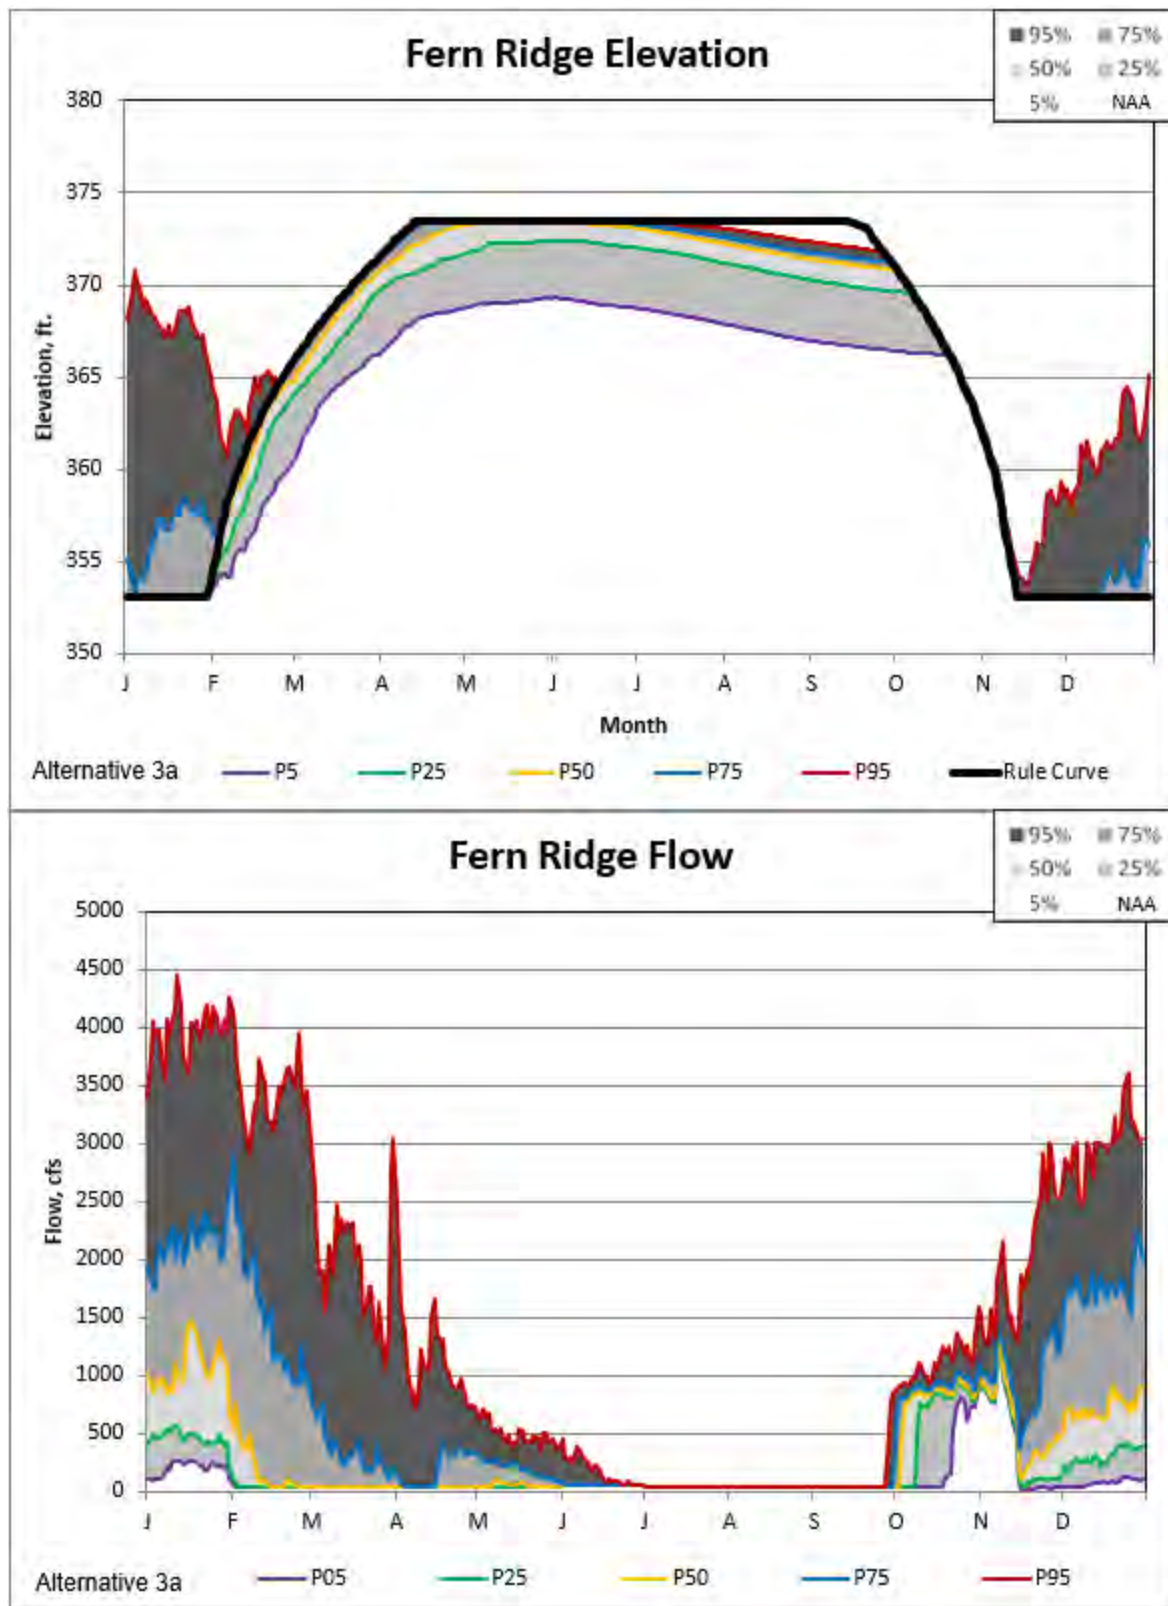 Fern Ridge Elevation
95% 75%
50% 25%
5% NAA
380
375
370
365
360
355
350
Elevation, ft.
J F M A M J J A S O N D
Month
Alternative 3a P5 P25 P50 P75 P95 Rule Curve
Fern Ridge Flow
95% 75%
50% 25%
5% NAA
5000
4500
4000
3500
3000
2500
2000
1500
1000
500
0
Flow, cfs
J F M A M J J A S O N D
Alternative 3a P05 P25 P50 P75 P95